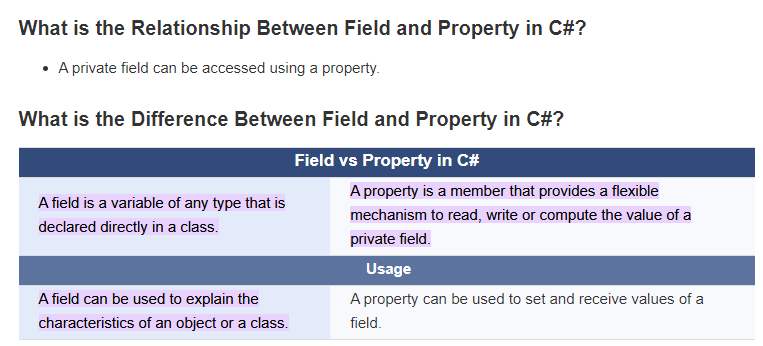 What is the Relationship Between Field and Property in C#?
• A private field can be accessed using a property.
What is the Difference Between Field and Property in C#?
Field vs Property in C#
A field is a variable of any type that is
declared directly in a class.
A property is a member that provides a flexible
mechanism to read, write or compute the value of a
private field.
Usage
A field can be used to explain the
characteristics of an object or a class.
A property can be used to set and receive values of a
field.